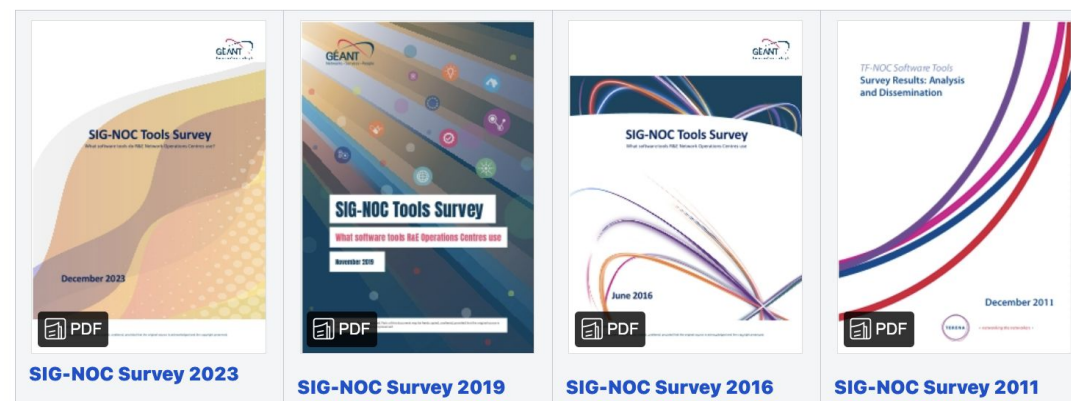 GÉANT
SIG-NOC Tools Survey
What software tools do R&E Network Operations Centres use?
December 2023
PDF
SIG-NOC Survey 2023
GÉANT
Networks • Services • People
SIG-NOC Tools Survey
What software tools R&E Operations Centres use
November 2019
PDF
SIG-NOC Survey 2019
GÉANT
SIG-NOC Tools Survey
What software tools R&E Network Operations Centres use
June 2016
PDF
SIG-NOC Survey 2016
TF-NOC Software Tools
Survey Results: Analysis
and Dissemination
December 2011
TERENA
PDF
SIG-NOC Survey 2011